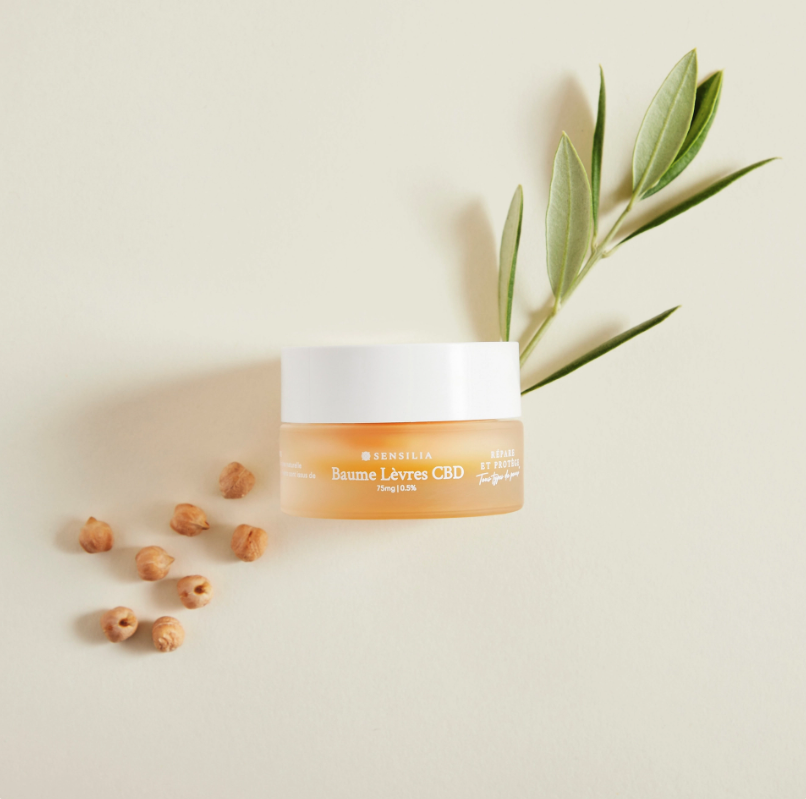 SENSILIA
Baume Lèvres CBD
75mg | 0.5%
RÉPARE
ET PROTÈGE
Tous types de peaux